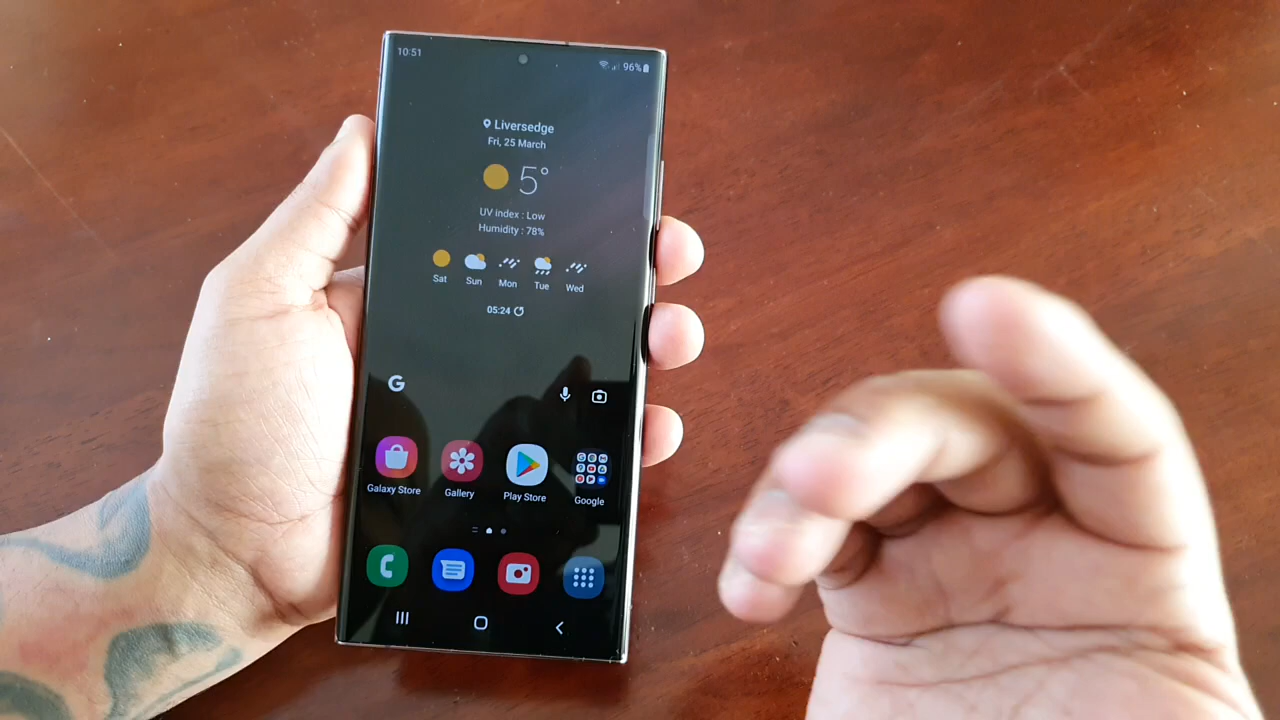 10:51
96%
Liversedge
Fri, 25 March
5°
UV index : Low
Humidity : 78%
Sat Sun Mon Tue Wed
05:24
G
Galaxy Store Gallery Play Store Google